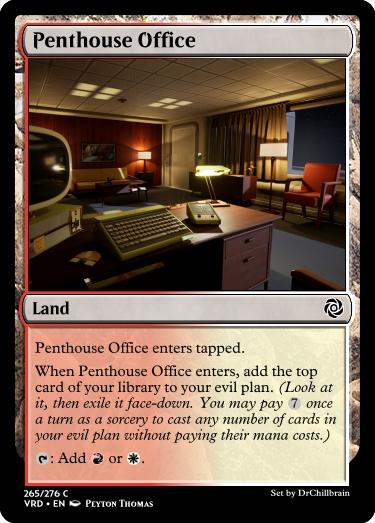 Penthouse Office
Land
Penthouse Office enters tapped.
When Penthouse Office enters, add the top
card of your library to your evil plan. (Look at
it, then exile it face-down. You may pay 7 once
a turn as a sorcery to cast any number of cards in
your evil plan without paying their mana costs.)
: Add or .
265/276 C
VRD • EN Peyton Thomas
Set by DrChillbrain